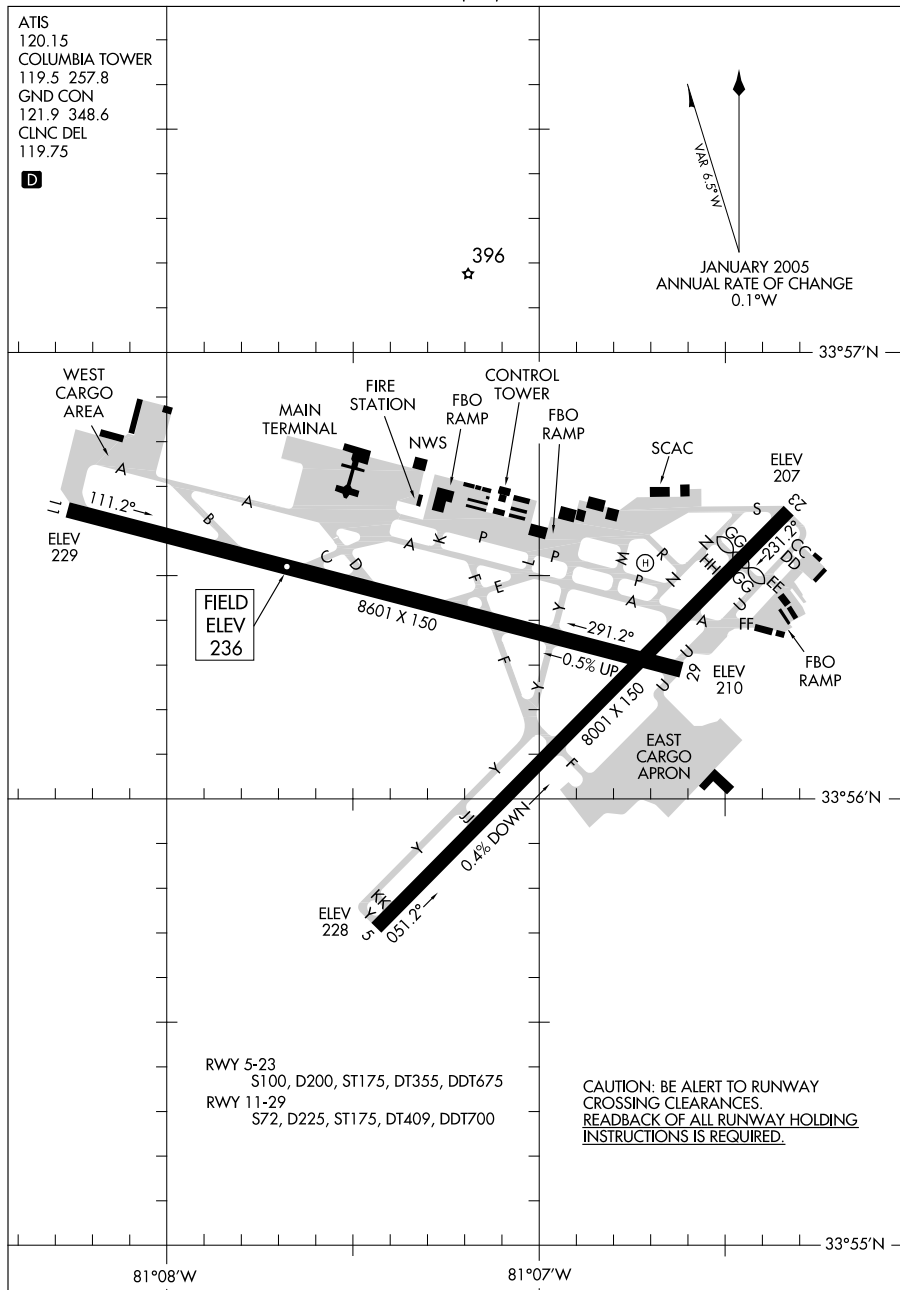 ATIS
120.15
COLUMBIA TOWER
119.5 257.8
GND CON
121.9 348.6
CLNC DEL
119.75
D
VAR 6.5°W
JANUARY 2005
ANNUAL RATE OF CHANGE
0.1°W
396
33°57'N
WEST
CARGO
AREA
MAIN
TERMINAL
FIRE
STATION
NWS
FBO
RAMP
CONTROL
TOWER
FBO
RAMP
SCAC
ELEV
207
23
231.2°
11
111.2°
ELEV
229
A
A
B
C
D
A
K
P
L
P
F
E
Y
M
P
H
R
N
N
A
HH
GG
GG
S
CC
DD
EE
FF
U
A
U
U
FBO
RAMP
8601 X 150
FIELD
ELEV
236
291.2°
0.5% UP
29
ELEV
210
F
Y
8001 X 150
EAST
CARGO
APRON
F
Y
JJ
Y
0.4% DOWN
33°56'N
KK
Y
5
051.2°
ELEV
228
RWY 5-23
S100, D200, ST175, DT355, DDT675
RWY 11-29
S72, D225, ST175, DT409, DDT700
CAUTION: BE ALERT TO RUNWAY
CROSSING CLEARANCES.
READBACK OF ALL RUNWAY HOLDING
INSTRUCTIONS IS REQUIRED.
33°55'N
81°08'W
81°07'W